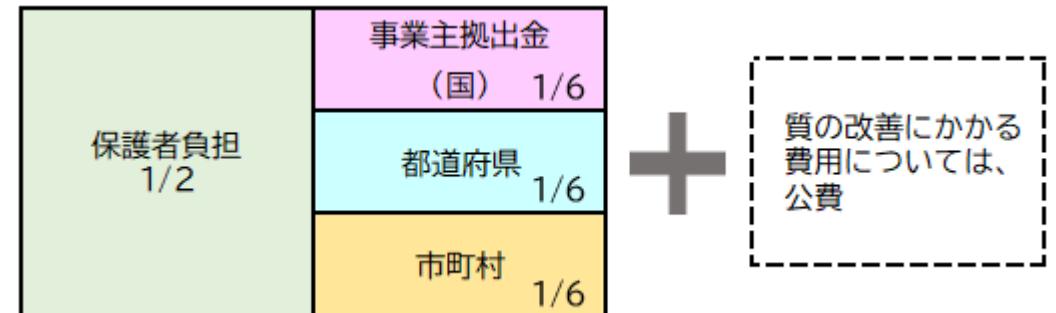 保護者負担
1/2
事業主拠出金
（国） 1/6
都道府県
1/6
市町村
1/6
質の改善にかかる
費用については、
公費